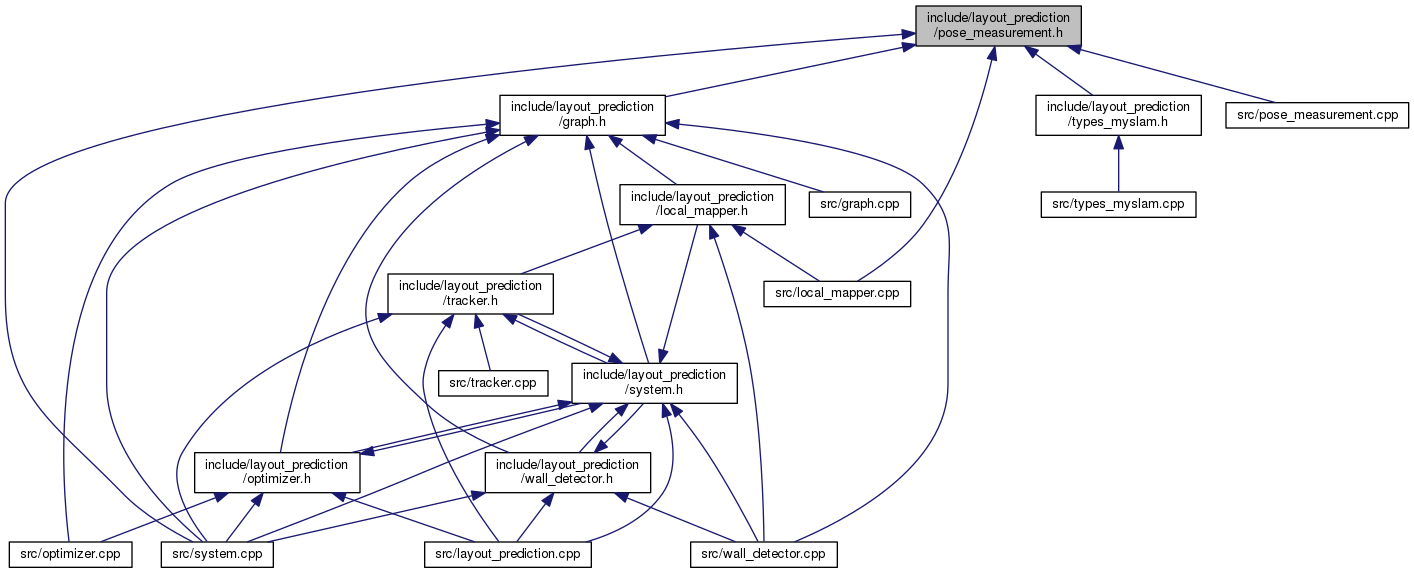 include/layout_prediction
/pose_measurement.h
include/layout_prediction
/graph.h
include/layout_prediction
/types_myslam.h
src/pose_measurement.cpp
include/layout_prediction
/local_mapper.h
src/graph.cpp
src/types_myslam.cpp
include/layout_prediction
/tracker.h
src/local_mapper.cpp
src/tracker.cpp
include/layout_prediction
/system.h
include/layout_prediction
/optimizer.h
include/layout_prediction
/wall_detector.h
src/optimizer.cpp
src/system.cpp
src/layout_prediction.cpp
src/wall_detector.cpp